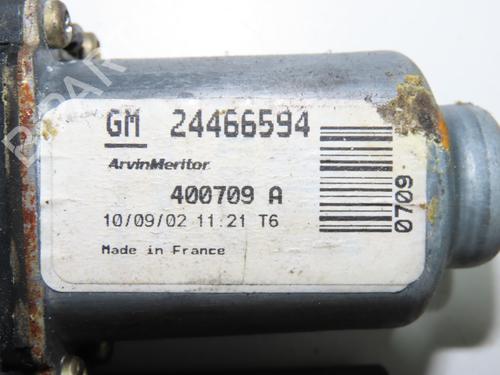 GM 24466594
ArvinMeritor
400709 A
10/09/02 11:21 T6
Made in France
0709